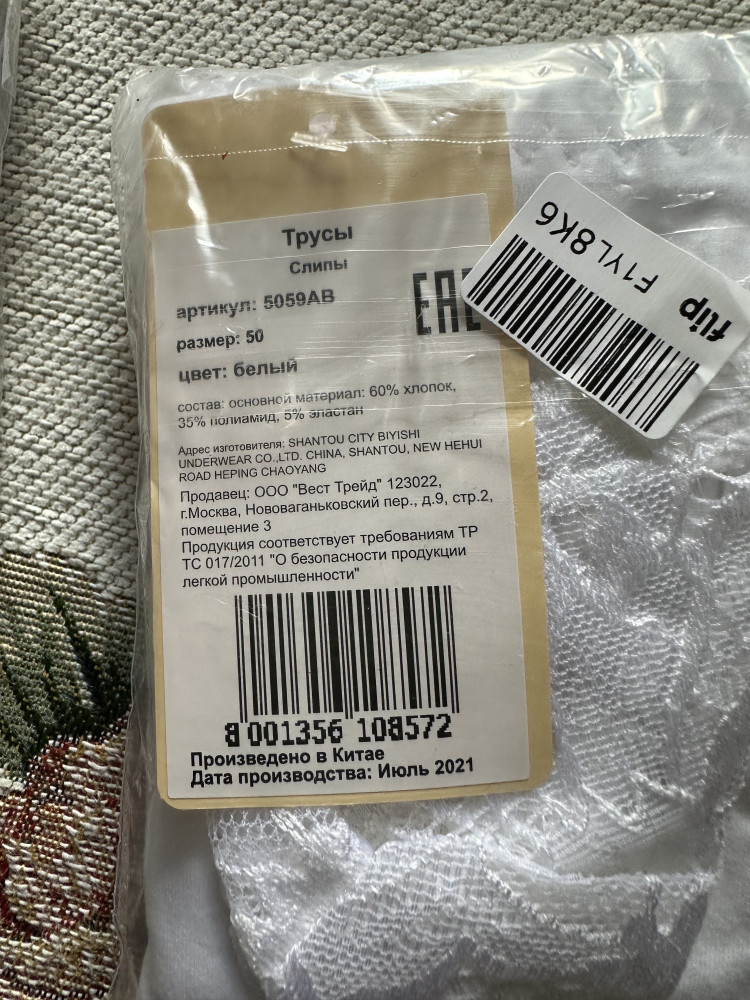 Трусы
Слипы
артикул: 5059АВ
размер: 50
цвет: белый
EAC
состав: основной материал: 60% хлопок,
35% полиамид, 5% эластан
Адрес изготовителя: SHANTOU CITY BIYISHI
UNDERWEAR CO.,LTD. CHINA, SHANTOU, NEW HEHUI
ROAD HEPING CHAOYANG
Продавец: ООО "Вест Трейд" 123022,
г.Москва, Нововаганьковский пер., д.9, стр.2,
помещение 3
Продукция соответствует требованиям ТР
ТС 017/2011 "О безопасности продукции
легкой промышленности"
8 001356 108572
Произведено в Китае
Дата производства: Июль 2021
flip
F1YL8K6